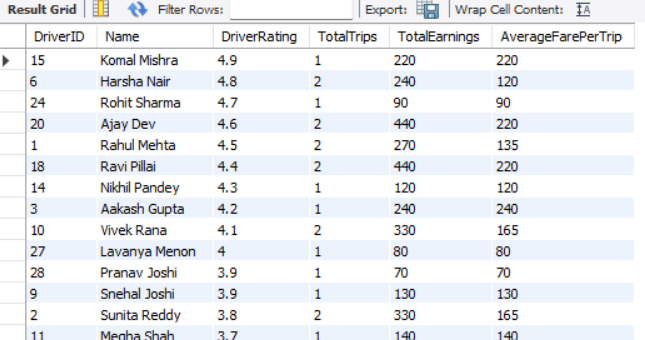 Result Grid Filter Rows: Export: Wrap Cell Content: IA
DriverID Name DriverRating TotalTrips TotalEarnings AverageFarePerTrip
15 Komal Mishra 4.9 1 220 220
6 Harsha Nair 4.8 2 240 120
24 Rohit Sharma 4.7 1 90 90
20 Ajay Dev 4.6 2 440 220
1 Rahul Mehta 4.5 2 270 135
18 Ravi Pillai 4.4 2 440 220
14 Nikhil Pandey 4.3 1 120 120
3 Aakash Gupta 4.2 1 240 240
10 Vivek Rana 4.1 2 330 165
27 Lavanya Menon 4 1 80 80
28 Pranav Joshi 3.9 1 70 70
9 Snehal Joshi 3.9 1 130 130
2 Sunita Reddy 3.8 2 330 165
11 Megha Shah 3.7 1 140 140